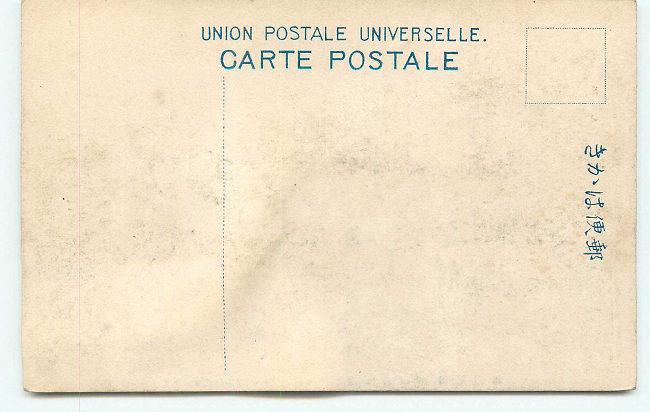 UNION POSTALE UNIVERSELLE.
CARTE POSTALE
きかは便郵